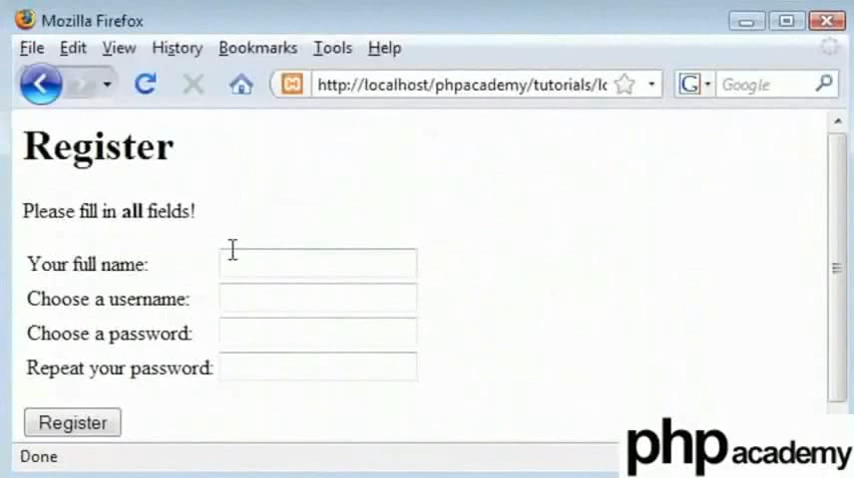 Mozilla Firefox
File Edit View History Bookmarks Tools Help
http://localhost/phpacademy/tutorials/lo
G Google
Register
Please fill in all fields!
Your full name:
Choose a username:
Choose a password:
Repeat your password:
Register
Done
php academy